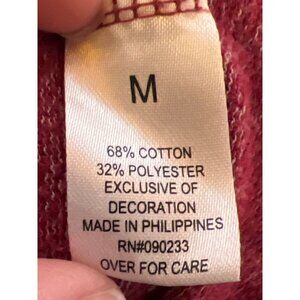 M
68% COTTON
32% POLYESTER
EXCLUSIVE OF
DECORATION
MADE IN PHILIPPINES
RN#090233
OVER FOR CARE